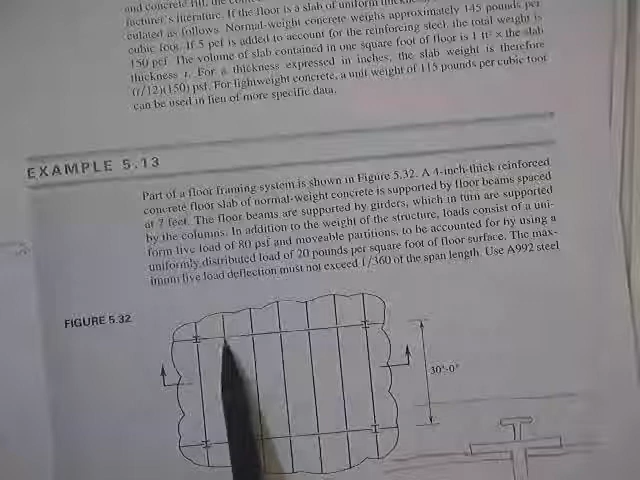 and concrete fill, the
facturer's literature. If the floor is a slab of uniform
culated as follows. Normal-weight concrete weighs approximately 145 pounds per
cubic foot. If 5 pcf is added to account for the reinforcing steel, the total weight is
150 pcf. The volume of slab contained in one square foot of floor is 1 ft² × the slab
thickness t. For a thickness expressed in inches, the slab weight is therefore
(t/12)(150) psf. For lightweight concrete, a unit weight of 115 pounds per cubic foot
can be used in lieu of more specific data.
EXAMPLE 5.13
Part of a floor framing system is shown in Figure 5.32. A 4-inch-thick reinforced
concrete floor slab of normal-weight concrete is supported by floor beams spaced
at 7 feet. The floor beams are supported by girders, which in turn are supported
by the columns. In addition to the weight of the structure, loads consist of a uni-
form live load of 80 psf and moveable partitions, to be accounted for by using a
uniformly distributed load of 20 pounds per square foot of floor surface. The max-
imum live load deflection must not exceed 1/360 of the span length. Use A992 steel
FIGURE 5.32
30'-0"